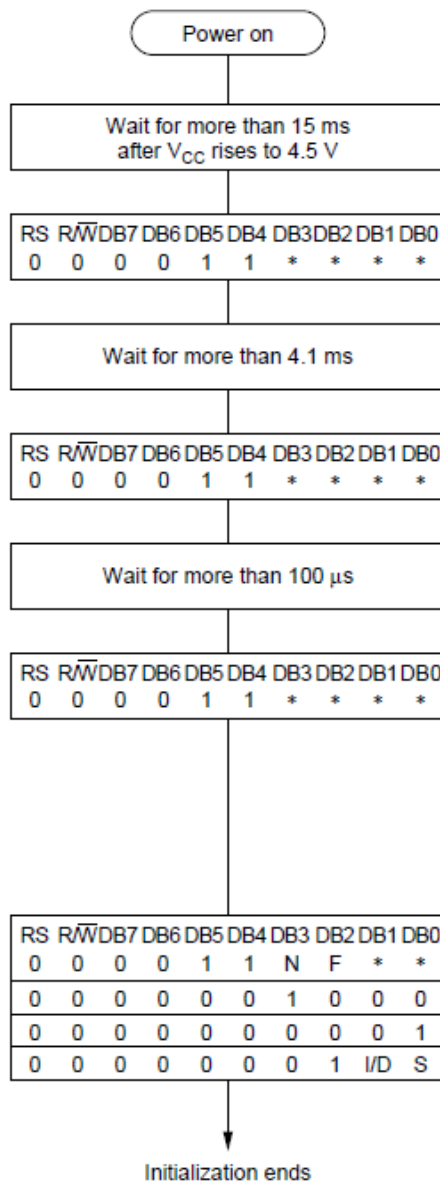 Power on
Wait for more than 15 ms
after VCC rises to 4.5 V
RS R/W̅ DB7 DB6 DB5 DB4 DB3 DB2 DB1 DB0
0 0 0 0 1 1 * * * *
Wait for more than 4.1 ms
RS R/W̅ DB7 DB6 DB5 DB4 DB3 DB2 DB1 DB0
0 0 0 0 1 1 * * * *
Wait for more than 100 μs
RS R/W̅ DB7 DB6 DB5 DB4 DB3 DB2 DB1 DB0
0 0 0 0 1 1 * * * *
RS R/W̅ DB7 DB6 DB5 DB4 DB3 DB2 DB1 DB0
0 0 0 0 1 1 N F * *
0 0 0 0 0 0 1 0 0 0
0 0 0 0 0 0 0 0 0 1
0 0 0 0 0 0 0 1 I/D S
Initialization ends